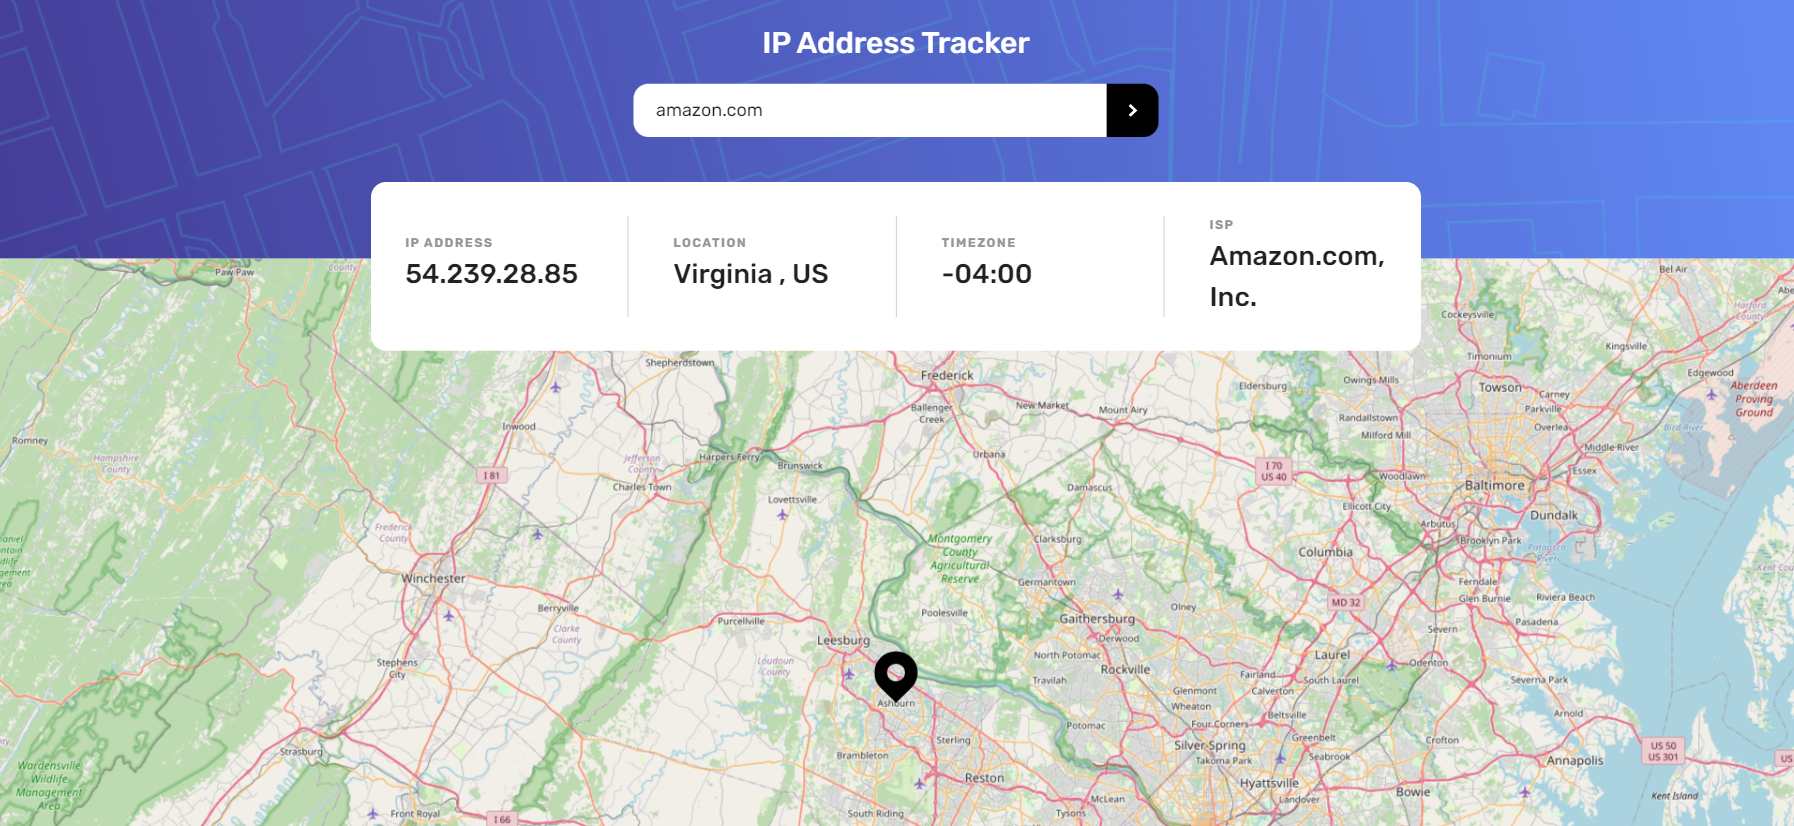 IP Address Tracker
amazon.com
IP ADDRESS
54.239.28.85
LOCATION
Virginia , US
TIMEZONE
-04:00
ISP
Amazon.com,
Inc.
Paw Paw
County
Bel Air
Harford
County
Cockeysville
Kingsville
Timonium
Shepherdstown
Frederick
Eldersburg
Owings Mills
Towson
Edgewood
Aberdeen
Proving
Ground
Carney
Parkville
Ballenger
Creek
New Market
Mount Airy
Randallstown
Overlea
Bird River
Milford Mill
Middle River
Romney
Inwood
Hampshire
County
Jefferson
County
Harpers Ferry
Brunswick
Urbana
I 81
I 70
US 40
Woodlawn
Essex
Charles Town
Lovettsville
Damascus
Baltimore
Ellicott City
Dundalk
Arbutus
Frederick
County
Montgomery
County
Agricultural
Reserve
Clarksburg
Columbia
Brooklyn Park
Patapsco
River
Winchester
Germantown
Ferndale
Glen Burnie
Riviera Beach
Berryville
Purcellville
Poolesville
Olney
MD 32
Pasadena
Clarke
County
Leesburg
Gaithersburg
Derwood
Severn
Stephens
City
Loudoun
County
North Potomac
Rockville
Laurel
Odenton
Travilah
Fairland
South Laurel
Severna Park
Ashburn
Glenmont
Calverton
Wheaton
Beltsville
Arnold
Potomac
Four Corners
Strasburg
Sterling
Brambleton
Silver Spring
Greenbelt
Crofton
US 50
US 301
Takoma Park
Seabrook
Annapolis
Wardensville
Wildlife
Management
Area
Reston
Hyattsville
Bowie
Kent Island
Front Royal
I 66
South Riding
McLean
Tysons
Landover